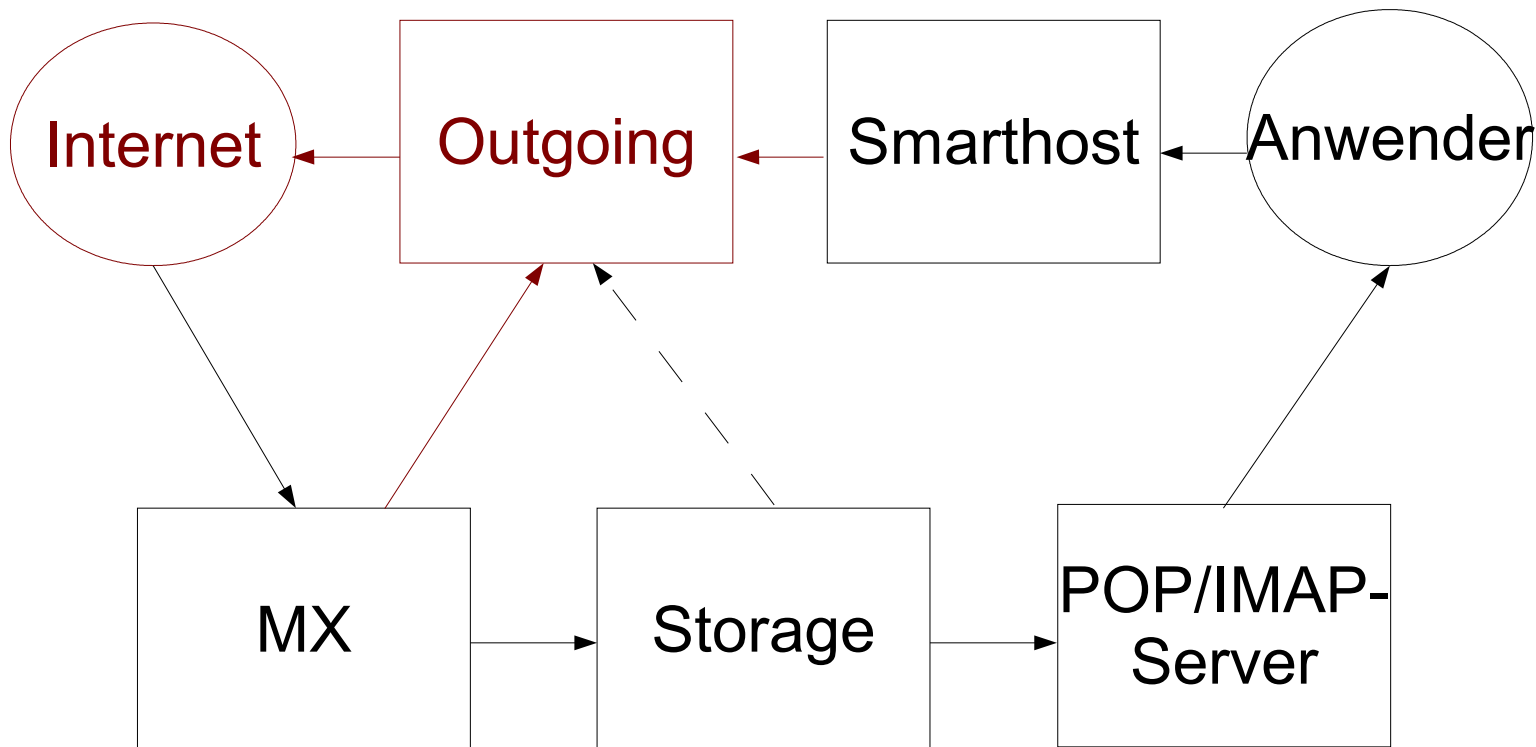 Internet
Outgoing
Smarthost
Anwender
MX
Storage
POP/IMAP-
Server